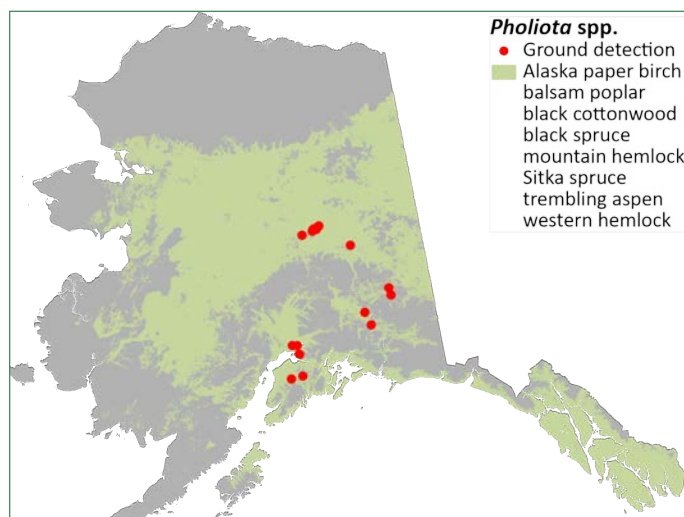 Pholiota spp.
Ground detection
Alaska paper birch
balsam poplar
black cottonwood
black spruce
mountain hemlock
Sitka spruce
trembling aspen
western hemlock